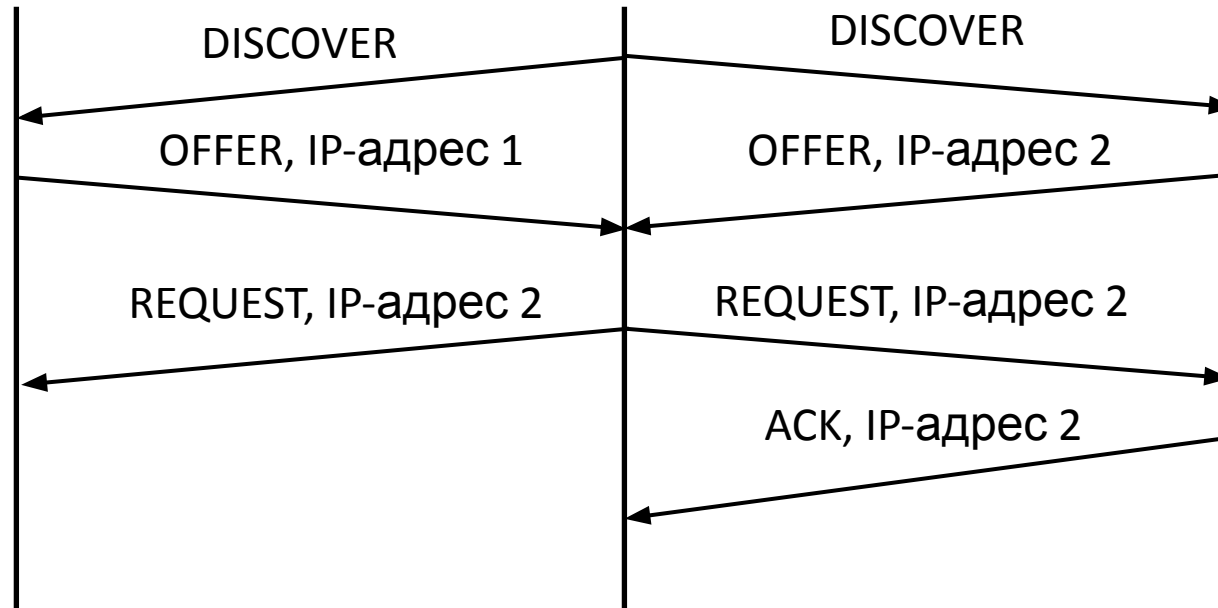 DISCOVER
DISCOVER
OFFER, IP-адрес 1
OFFER, IP-адрес 2
REQUEST, IP-адрес 2
REQUEST, IP-адрес 2
ACK, IP-адрес 2